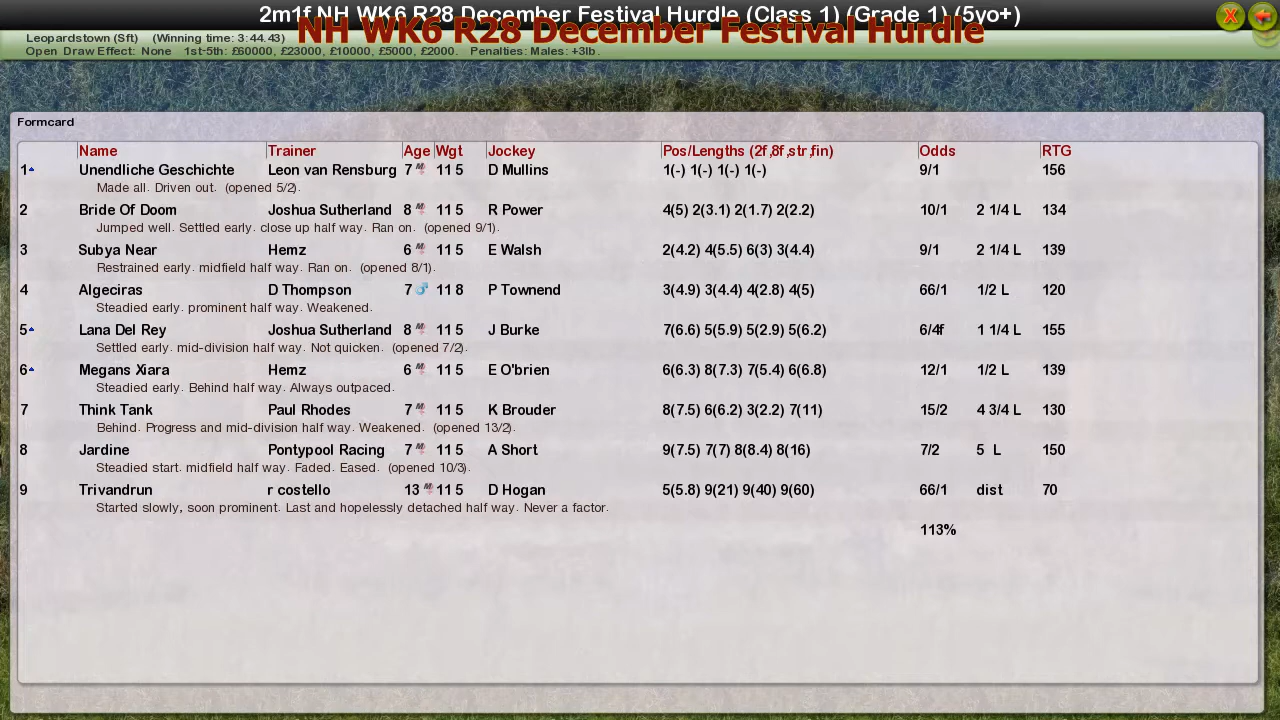 2m1f NH WK6 R28 December Festival Hurdle (Class 1) (Grade 1) (5yo+)
NH WK6 R28 December Festival Hurdle
Leopardstown (Sft) (Winning time: 3:44.43)
Open Draw Effect: None 1st-5th: £60000, £23000, £10000, £5000, £2000. Penalties: Males: +3lb.
Formcard
Name Trainer Age Wgt Jockey Pos/Lengths (2f,8f,str,fin) Odds RTG
1 Unendliche Geschichte Leon van Rensburg 7 11 5 D Mullins 1(-) 1(-) 1(-) 1(-) 9/1 156
Made all. Driven out. (opened 5/2).
2 Bride Of Doom Joshua Sutherland 8 11 5 R Power 4(5) 2(3.1) 2(1.7) 2(2.2) 10/1 2 1/4 L 134
Jumped well. Settled early. close up half way. Ran on. (opened 9/1).
3 Subya Near Hemz 6 11 5 E Walsh 2(4.2) 4(5.5) 6(3) 3(4.4) 9/1 2 1/4 L 139
Restrained early. midfield half way. Ran on. (opened 8/1).
4 Algeciras D Thompson 7 11 8 P Townend 3(4.9) 3(4.4) 4(2.8) 4(5) 66/1 1/2 L 120
Steadied early. prominent half way. Weakened.
5 Lana Del Rey Joshua Sutherland 8 11 5 J Burke 7(6.6) 5(5.9) 5(2.9) 5(6.2) 6/4f 1 1/4 L 155
Settled early. mid-division half way. Not quicken. (opened 7/2).
6 Megans Xiara Hemz 6 11 5 E O'brien 6(6.3) 8(7.3) 7(5.4) 6(6.8) 12/1 1/2 L 139
Steadied early. Behind half way. Always outpaced.
7 Think Tank Paul Rhodes 7 11 5 K Brouder 8(7.5) 6(6.2) 3(2.2) 7(11) 15/2 4 3/4 L 130
Behind. Progress and mid-division half way. Weakened. (opened 13/2).
8 Jardine Pontypool Racing 7 11 5 A Short 9(7.5) 7(7) 8(8.4) 8(16) 7/2 5 L 150
Steadied start. midfield half way. Faded. Eased. (opened 10/3).
9 Trivandrun r costello 13 11 5 D Hogan 5(5.8) 9(21) 9(40) 9(60) 66/1 dist 70
Started slowly, soon prominent. Last and hopelessly detached half way. Never a factor.
113%